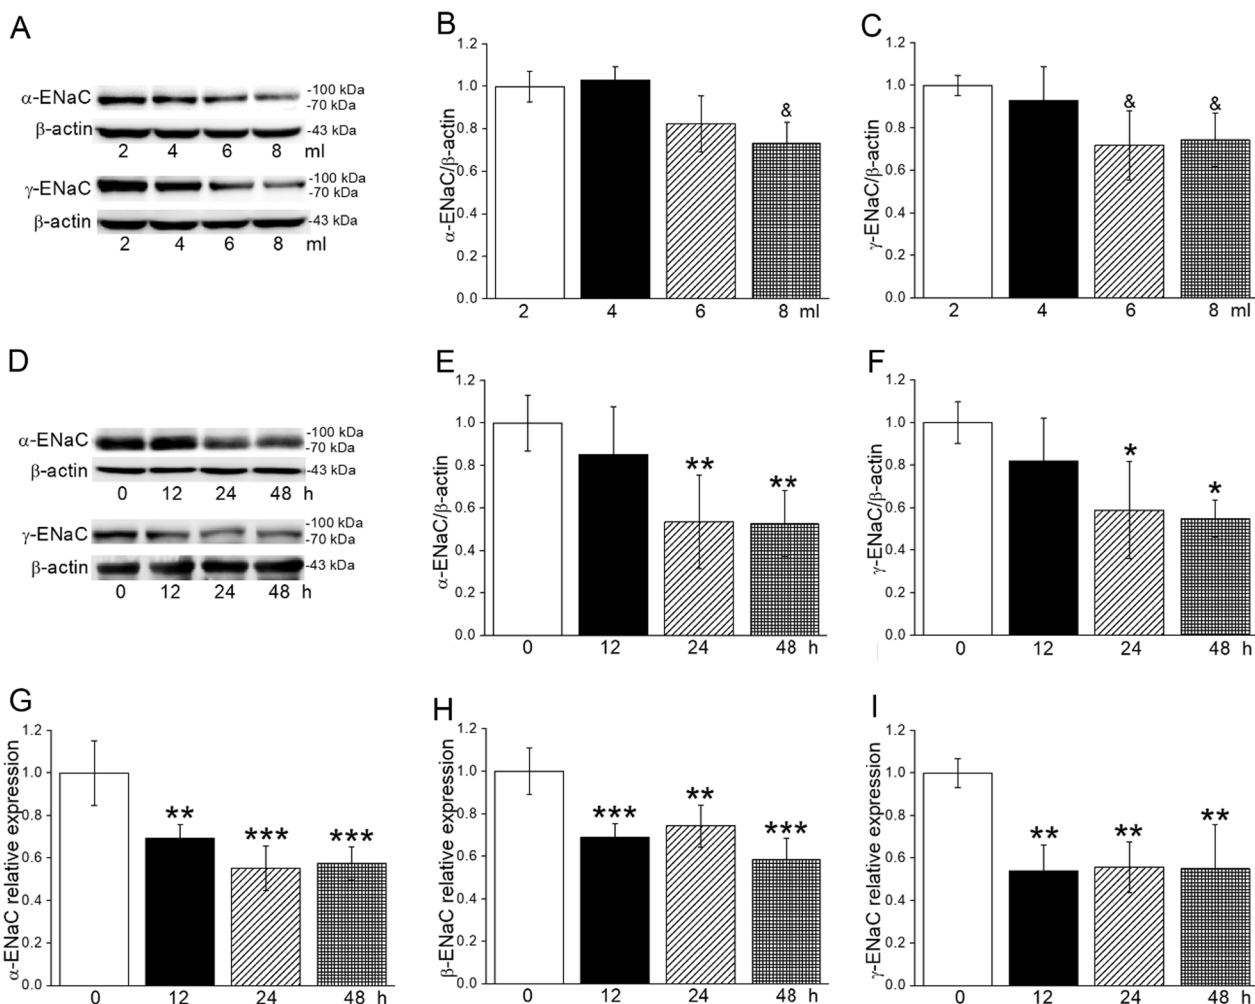 A
α-ENaC
-100 kDa
-70 kDa
β-actin
-43 kDa
2 4 6 8 ml
γ-ENaC
-100 kDa
-70 kDa
β-actin
-43 kDa
2 4 6 8 ml
B
α-ENaC/β-actin
1.2
1.0
0.8
0.6
0.4
0.2
0.0
&
2 4 6 8 ml
C
γ-ENaC/β-actin
1.2
1.0
0.8
0.6
0.4
0.2
0.0
& &
2 4 6 8 ml
D
α-ENaC
-100 kDa
-70 kDa
β-actin
-43 kDa
0 12 24 48 h
γ-ENaC
-100 kDa
-70 kDa
β-actin
-43 kDa
0 12 24 48 h
E
α-ENaC/β-actin
1.2
1.0
0.8
0.6
0.4
0.2
0.0
** **
0 12 24 48 h
F
γ-ENaC/β-actin
1.2
1.0
0.8
0.6
0.4
0.2
0.0
* *
0 12 24 48 h
G
α-ENaC relative expression
1.2
1.0
0.8
0.6
0.4
0.2
0.0
** *** ***
0 12 24 48 h
H
β-ENaC relative expression
1.2
1.0
0.8
0.6
0.4
0.2
0.0
*** ** ***
0 12 24 48 h
I
γ-ENaC relative expression
1.2
1.0
0.8
0.6
0.4
0.2
0.0
** ** **
0 12 24 48 h